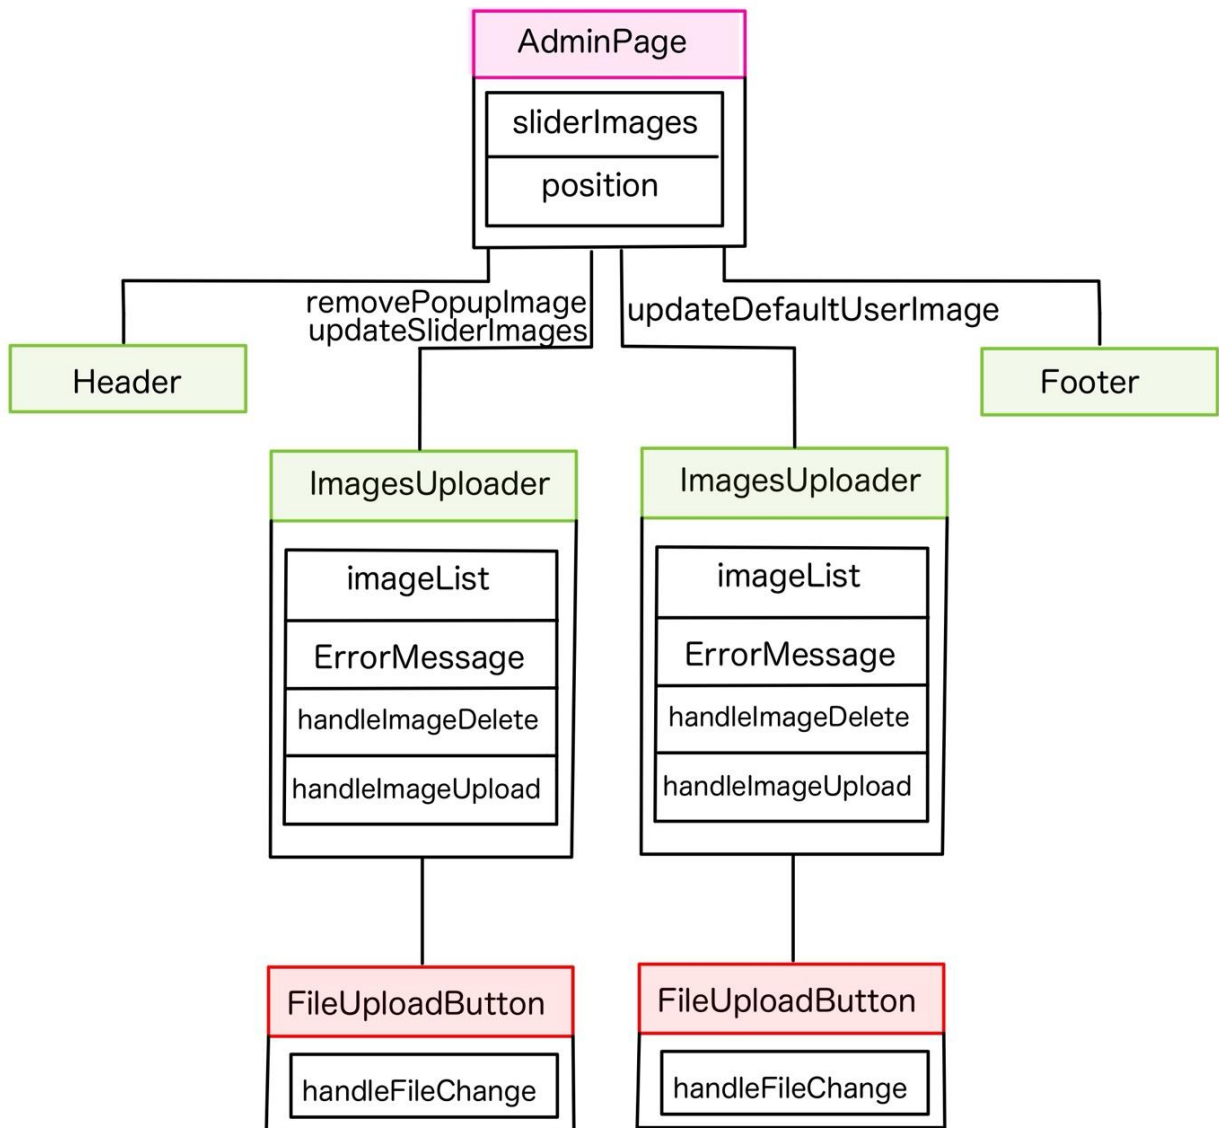 AdminPage
sliderImages
position
removePopupImage
updateSliderImages
updateDefaultUserImage
Header
Footer
ImagesUploader
imageList
ErrorMessage
handleImageDelete
handleImageUpload
ImagesUploader
imageList
ErrorMessage
handleImageDelete
handleImageUpload
FileUploadButton
handleFileChange
FileUploadButton
handleFileChange